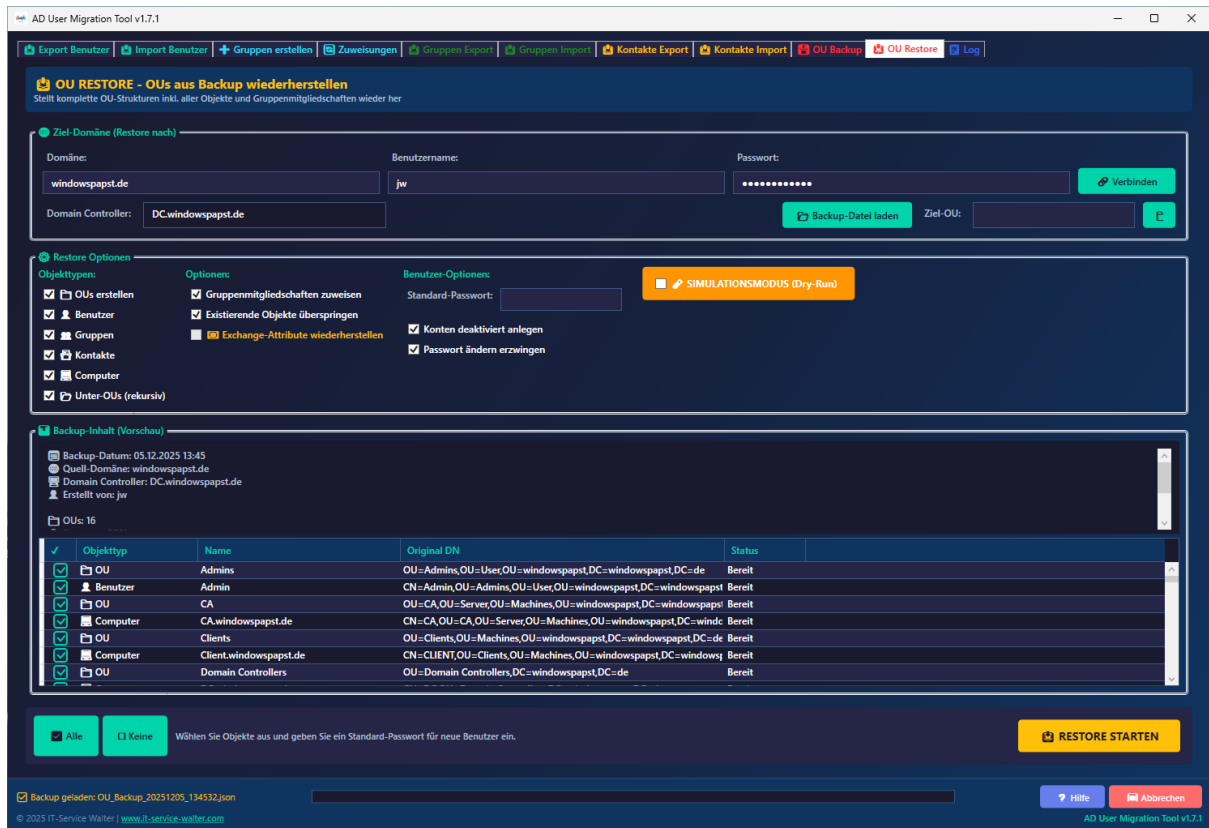 AD User Migration Tool v1.7.1
Export Benutzer Import Benutzer Gruppen erstellen Zuweisungen Gruppen Export Gruppen Import Kontakte Export Kontakte Import OU Backup OU Restore Log
OU RESTORE - OUs aus Backup wiederherstellen
Stellt komplette OU-Strukturen inkl. aller Objekte und Gruppenmitgliedschaften wieder her
Ziel-Domäne (Restore nach)
Domäne: Benutzername: Passwort:
windowspapst.de jw ●●●●●●●●●●●● Verbinden
Domain Controller: DC.windowspapst.de Backup-Datei laden Ziel-OU:
Restore Optionen
Objekttypen: Optionen: Benutzer-Optionen:
OUs erstellen Gruppenmitgliedschaften zuweisen Standard-Passwort: SIMULATIONSMODUS (Dry-Run)
Benutzer Existierende Objekte überspringen
Gruppen Exchange-Attribute wiederherstellen Konten deaktiviert anlegen
Kontakte Passwort ändern erzwingen
Computer
Unter-OUs (rekursiv)
Backup-Inhalt (Vorschau)
Backup-Datum: 05.12.2025 13:45
Quell-Domäne: windowspapst.de
Domain Controller: DC.windowspapst.de
Erstellt von: jw
OUs: 16
✓ Objekttyp Name Original DN Status
OU Admins OU=Admins,OU=User,OU=windowspapst,DC=windowspapst,DC=de Bereit
Benutzer Admin CN=Admin,OU=Admins,OU=User,OU=windowspapst,DC=windowspapst Bereit
OU CA OU=CA,OU=Server,OU=Machines,OU=windowspapst,DC=windowspapst Bereit
Computer CA.windowspapst.de CN=CA,OU=CA,OU=Server,OU=Machines,OU=windowspapst,DC=windo Bereit
OU Clients OU=Clients,OU=Machines,OU=windowspapst,DC=windowspapst,DC=de Bereit
Computer Client.windowspapst.de CN=CLIENT,OU=Clients,OU=Machines,OU=windowspapst,DC=windowsp Bereit
OU Domain Controllers OU=Domain Controllers,DC=windowspapst,DC=de Bereit
Alle Keine Wählen Sie Objekte aus und geben Sie ein Standard-Passwort für neue Benutzer ein. RESTORE STARTEN
Backup geladen: OU_Backup_20251205_134532.json ? Hilfe Abbrechen
© 2025 IT-Service Walter | www.it-service-walter.com AD User Migration Tool v1.7.1